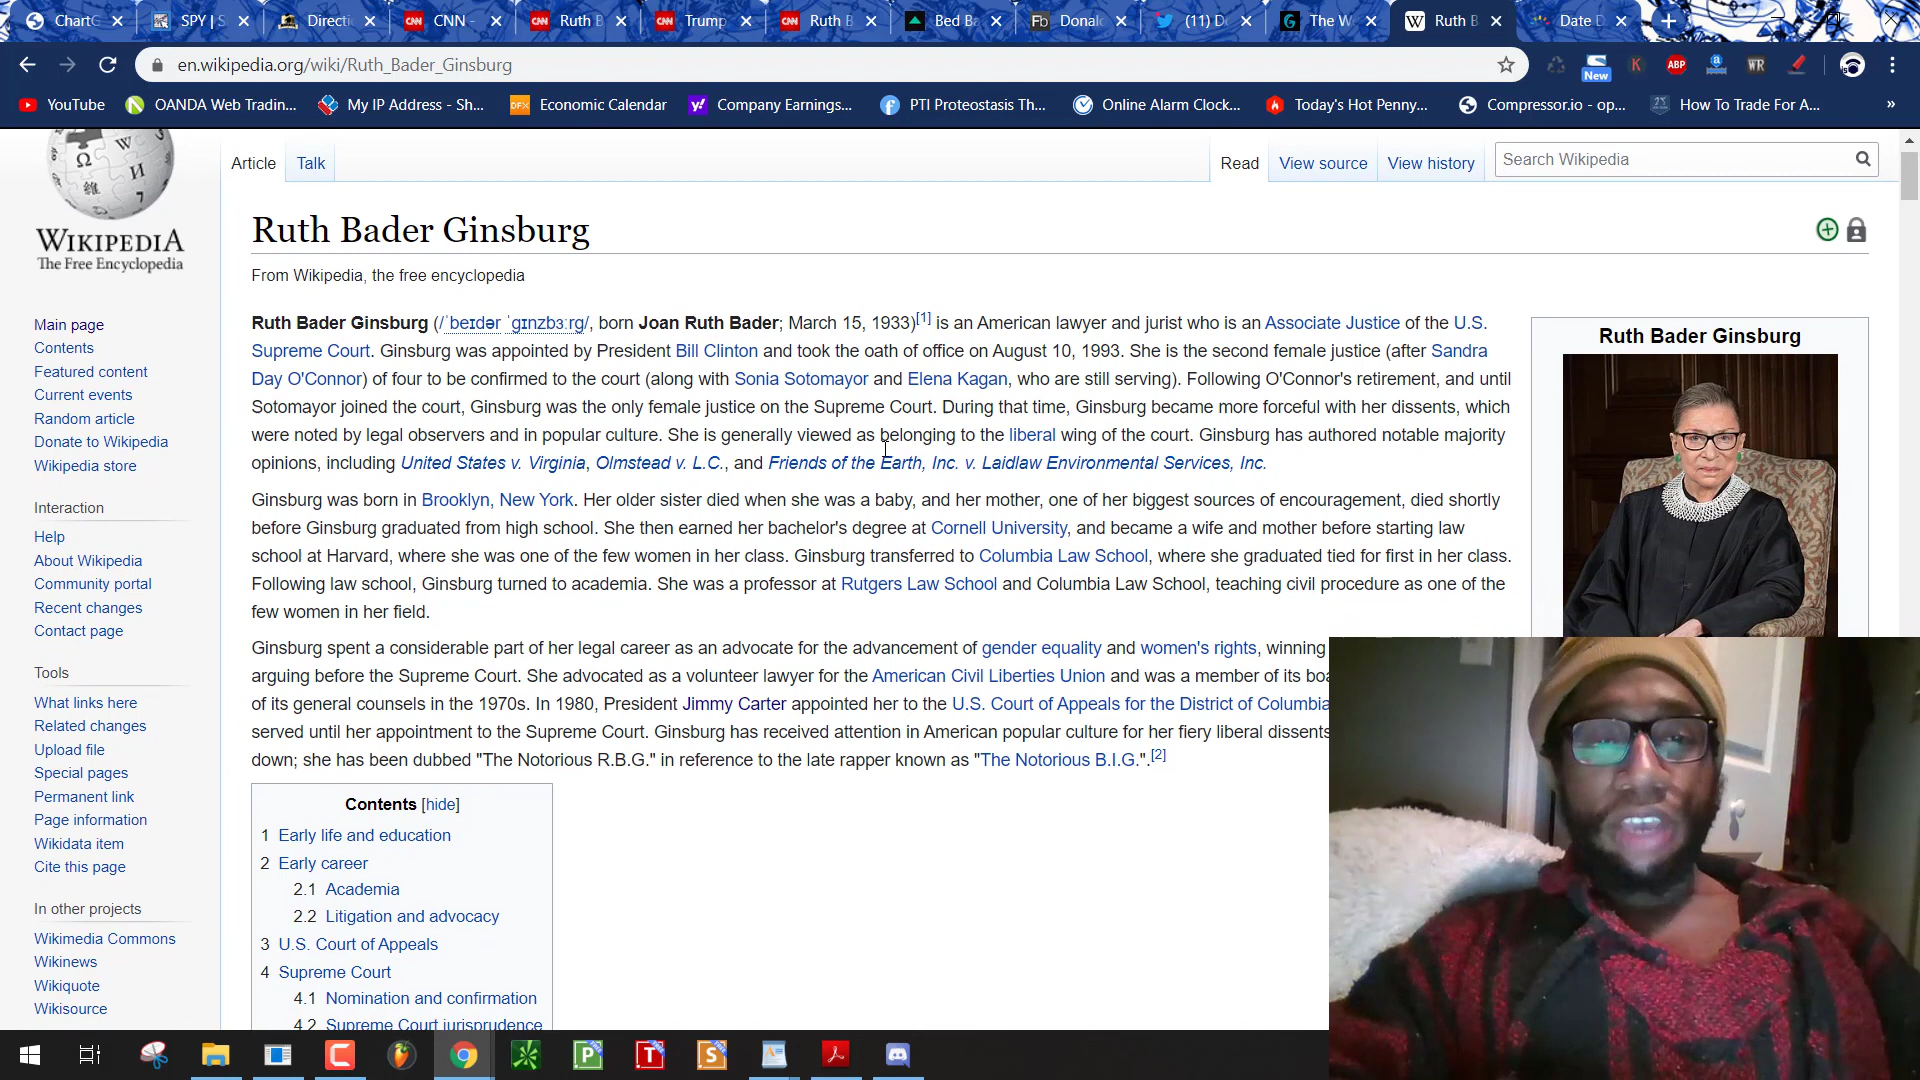 ChartG
SPY | S
Directi
CNN -
Ruth B
Trump
Ruth B
Bed Ba
Donal
(11) D
The W
Ruth B
Date D
en.wikipedia.org/wiki/Ruth_Bader_Ginsburg
New
ABP
WR
YouTube
OANDA Web Tradin...
My IP Address - Sh...
Economic Calendar
Company Earnings...
PTI Proteostasis Th...
Online Alarm Clock...
Today's Hot Penny...
Compressor.io - op...
How To Trade For A...
»
WIKIPEDIA
The Free Encyclopedia
Article
Talk
Read
View source
View history
Search Wikipedia
Ruth Bader Ginsburg
From Wikipedia, the free encyclopedia
Ruth Bader Ginsburg (/ˈbeɪdər ˈɡɪnzbɜːrɡ/, born Joan Ruth Bader; March 15, 1933)[1] is an American lawyer and jurist who is an Associate Justice of the U.S.
Supreme Court. Ginsburg was appointed by President Bill Clinton and took the oath of office on August 10, 1993. She is the second female justice (after Sandra
Day O'Connor) of four to be confirmed to the court (along with Sonia Sotomayor and Elena Kagan, who are still serving). Following O'Connor's retirement, and until
Sotomayor joined the court, Ginsburg was the only female justice on the Supreme Court. During that time, Ginsburg became more forceful with her dissents, which
were noted by legal observers and in popular culture. She is generally viewed as belonging to the liberal wing of the court. Ginsburg has authored notable majority
opinions, including United States v. Virginia, Olmstead v. L.C., and Friends of the Earth, Inc. v. Laidlaw Environmental Services, Inc.
Ginsburg was born in Brooklyn, New York. Her older sister died when she was a baby, and her mother, one of her biggest sources of encouragement, died shortly
before Ginsburg graduated from high school. She then earned her bachelor's degree at Cornell University, and became a wife and mother before starting law
school at Harvard, where she was one of the few women in her class. Ginsburg transferred to Columbia Law School, where she graduated tied for first in her class.
Following law school, Ginsburg turned to academia. She was a professor at Rutgers Law School and Columbia Law School, teaching civil procedure as one of the
few women in her field.
Ginsburg spent a considerable part of her legal career as an advocate for the advancement of gender equality and women's rights, winning
arguing before the Supreme Court. She advocated as a volunteer lawyer for the American Civil Liberties Union and was a member of its boa
of its general counsels in the 1970s. In 1980, President Jimmy Carter appointed her to the U.S. Court of Appeals for the District of Columbia
served until her appointment to the Supreme Court. Ginsburg has received attention in American popular culture for her fiery liberal dissents
down; she has been dubbed "The Notorious R.B.G." in reference to the late rapper known as "The Notorious B.I.G.".[2]
Ruth Bader Ginsburg
Main page
Contents
Featured content
Current events
Random article
Donate to Wikipedia
Wikipedia store
Interaction
Help
About Wikipedia
Community portal
Recent changes
Contact page
Tools
What links here
Related changes
Upload file
Special pages
Permanent link
Page information
Wikidata item
Cite this page
In other projects
Wikimedia Commons
Wikinews
Wikiquote
Wikisource
Contents [hide]
1 Early life and education
2 Early career
2.1 Academia
2.2 Litigation and advocacy
3 U.S. Court of Appeals
4 Supreme Court
4.1 Nomination and confirmation
4.2 Supreme Court jurisprudence